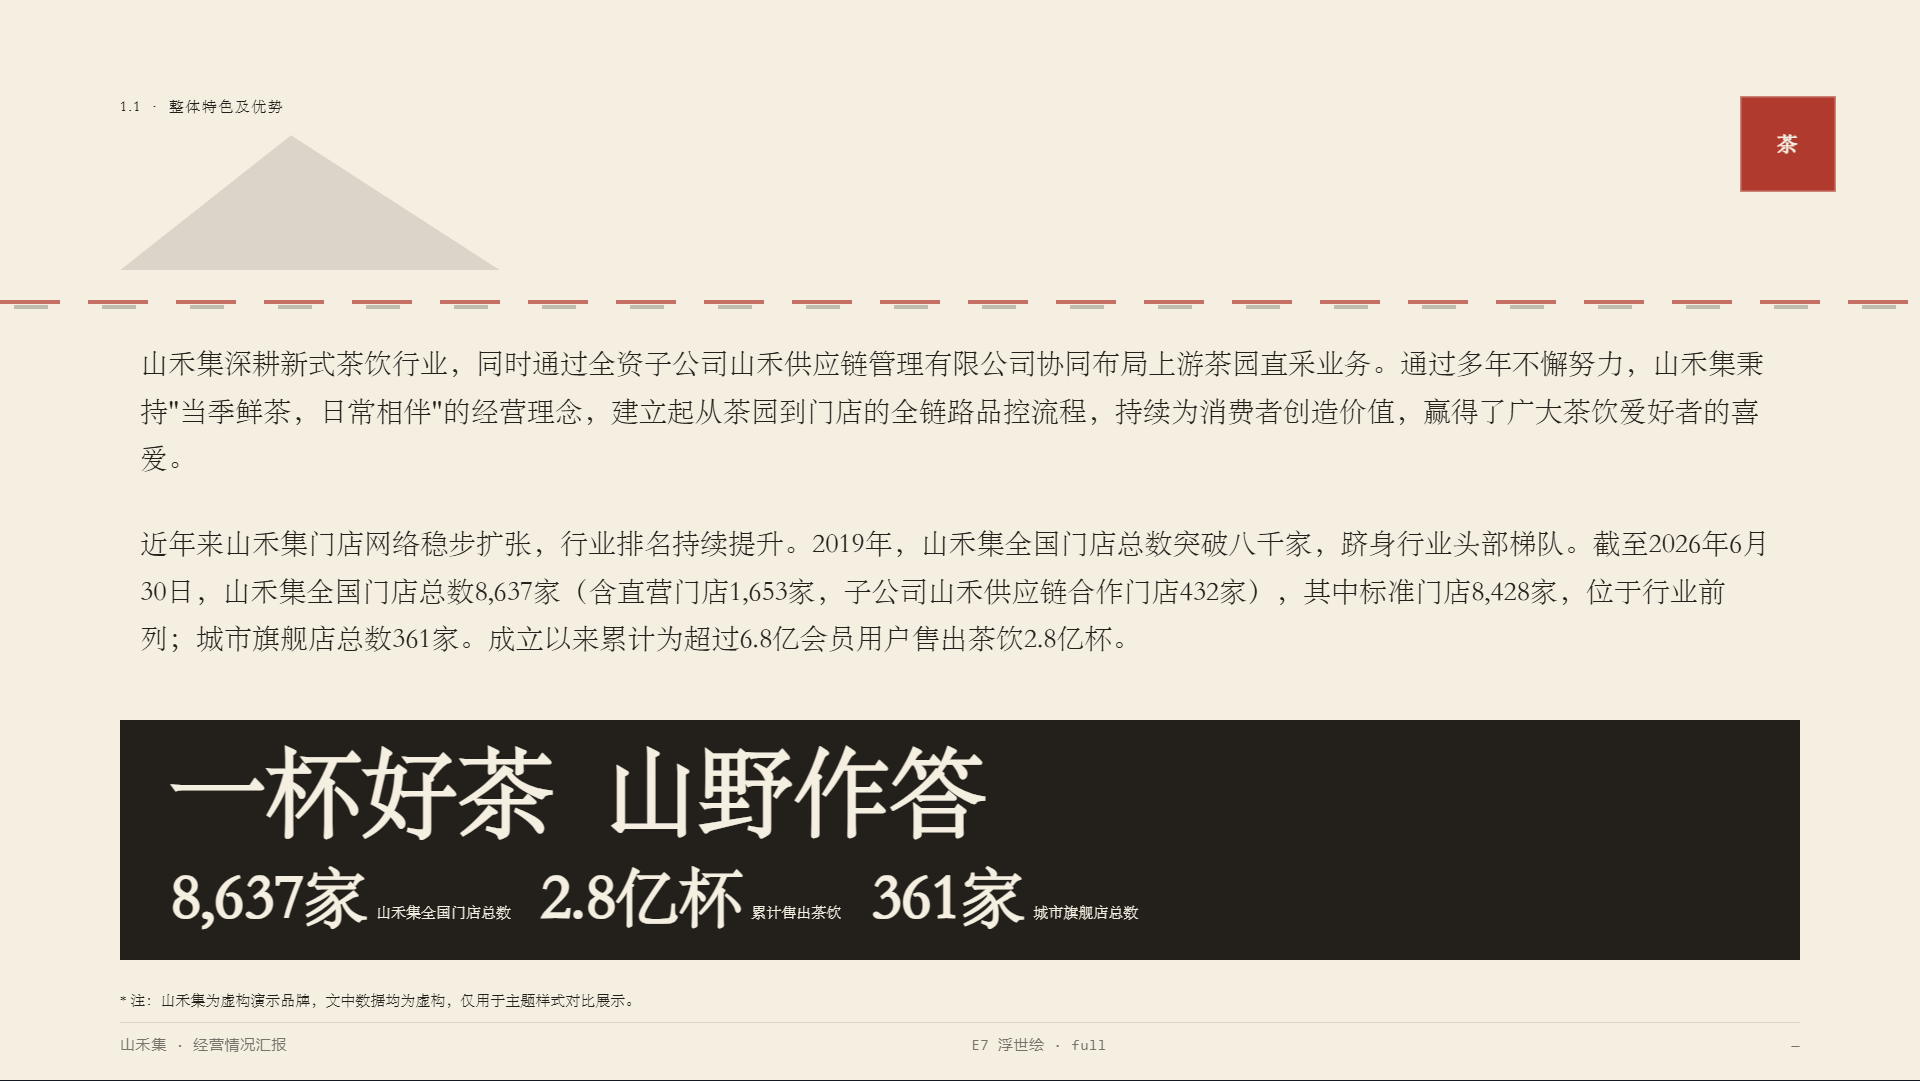 1.1 · 整体特色及优势
茶
山禾集深耕新式茶饮行业，同时通过全资子公司山禾供应链管理有限公司协同布局上游茶园直采业务。通过多年不懈努力，山禾集秉
持"当季鲜茶，日常相伴"的经营理念，建立起从茶园到门店的全链路品控流程，持续为消费者创造价值，赢得了广大茶饮爱好者的喜
爱。
近年来山禾集门店网络稳步扩张，行业排名持续提升。2019年，山禾集全国门店总数突破八千家，跻身行业头部梯队。截至2026年6月
30日，山禾集全国门店总数8,637家（含直营门店1,653家，子公司山禾供应链合作门店432家），其中标准门店8,428家，位于行业前
列；城市旗舰店总数361家。成立以来累计为超过6.8亿会员用户售出茶饮2.8亿杯。
一杯好茶 山野作答
8,637家 山禾集全国门店总数 2.8亿杯 累计售出茶饮 361家 城市旗舰店总数
* 注：山禾集为虚构演示品牌，文中数据均为虚构，仅用于主题样式对比展示。
山禾集 · 经营情况汇报 E7 浮世绘 · full —